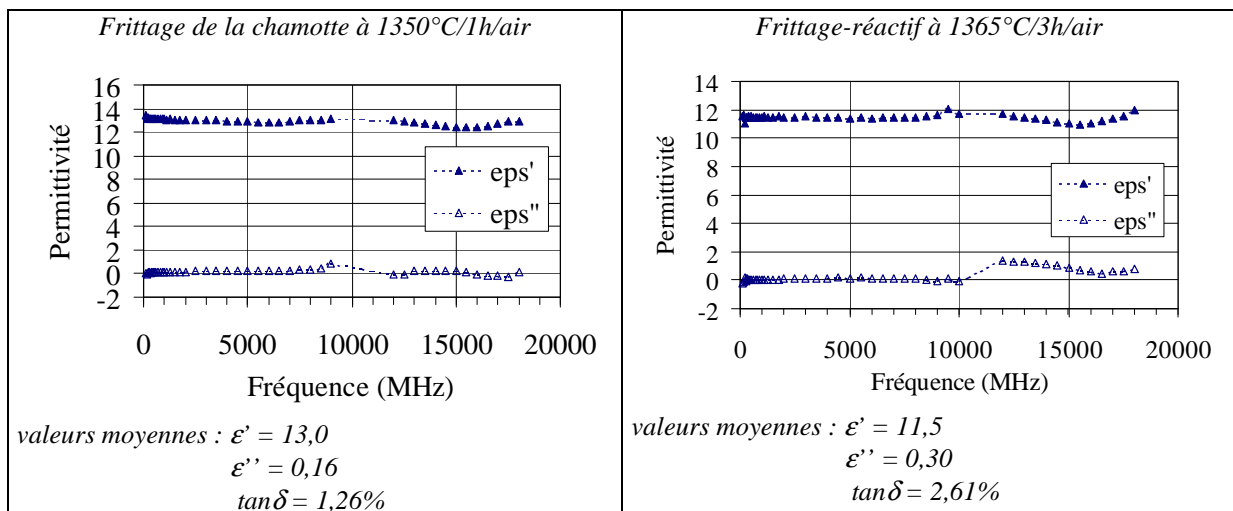 Frittage de la chamotte à 1350°C/1h/air
16
14
12
10
8
6
4
2
0
-2
Permittivité
eps'
eps"
0 5000 10000 15000 20000
Fréquence (MHz)
valeurs moyennes : ε' = 13,0
ε'' = 0,16
tanδ = 1,26%
Frittage-réactif à 1365°C/3h/air
14
12
10
8
6
4
2
0
-2
Permittivité
eps'
eps"
0 5000 10000 15000 20000
Fréquence (MHz)
valeurs moyennes : ε' = 11,5
ε'' = 0,30
tanδ = 2,61%